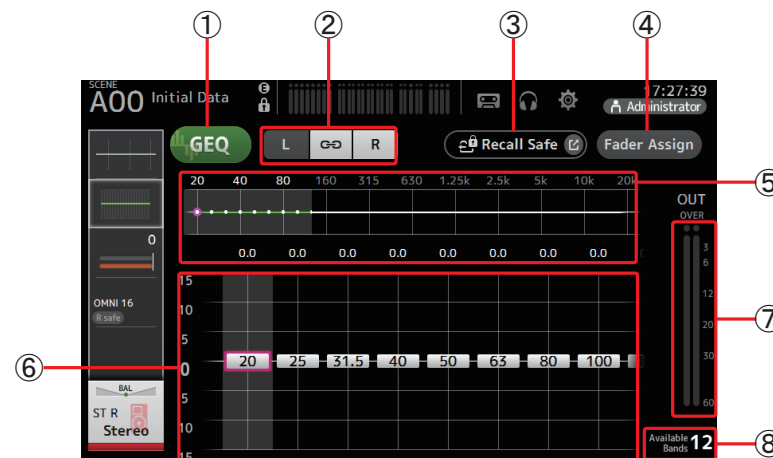 ① ② ③ ④
SCENE
A00 Initial Data E 17:27:39
Administrator
GEQ L R Recall Safe Fader Assign
20 40 80 160 315 630 1.25k 2.5k 5k 10k 20k ⑤
OUT
OVER
0
0.0 0.0 0.0 0.0 0.0 0.0 0.0 0.0
3
6
12
20
30
60
⑦
OMNI 16
R safe
15
10
5
0
5
10
15
⑥
20 25 31.5 40 50 63 80 100
BAL
ST R
Stereo
Available
Bands 12 ⑧